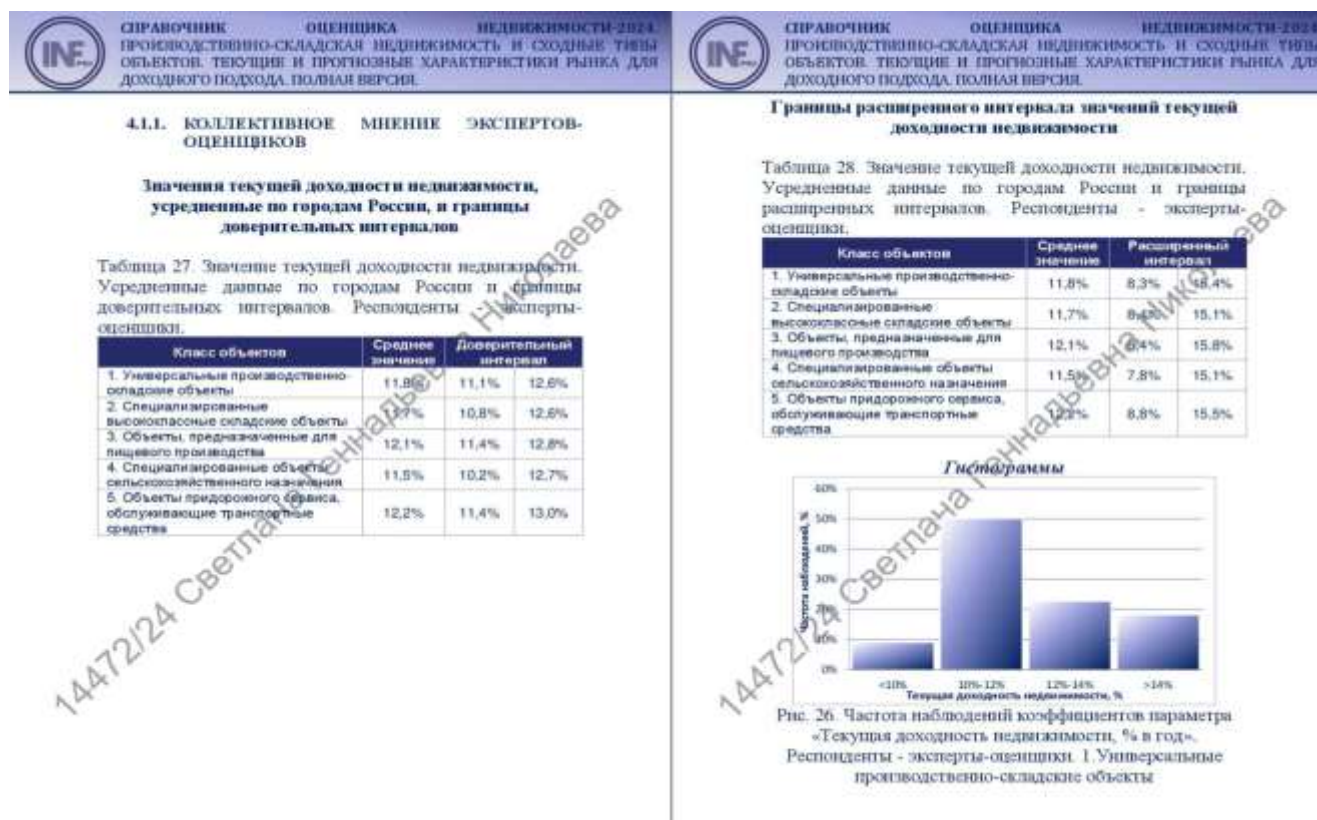 INF
СПРАВОЧНИК ОЦЕНЩИКА НЕДВИЖИМОСТИ-2024.
ПРОИЗВОДСТВЕННО-СКЛАДСКАЯ НЕДВИЖИМОСТЬ И СХОДНЫЕ ТИПЫ
ОБЪЕКТОВ. ТЕКУЩИЕ И ПРОГНОЗНЫЕ ХАРАКТЕРИСТИКИ РЫНКА ДЛЯ
ДОХОДНОГО ПОДХОДА. ПОЛНАЯ ВЕРСИЯ.
4.1.1. КОЛЛЕКТИВНОЕ МНЕНИЕ ЭКСПЕРТОВ-
ОЦЕНЩИКОВ
Значения текущей доходности недвижимости,
усредненные по городам России, и границы
доверительных интервалов
Таблица 27. Значение текущей доходности недвижимости.
Усредненные данные по городам России и границы
доверительных интервалов. Респонденты - эксперты-
оценщики.
Класс объектов Среднее значение Доверительный интервал
1. Универсальные производственно-
складские объекты 11,8% 11,1% 12,6%
2. Специализированные
высококлассные складские объекты 11,7% 10,8% 12,6%
3. Объекты, предназначенные для
пищевого производства 12,1% 11,4% 12,8%
4. Специализированные объекты
сельскохозяйственного назначения 11,5% 10,2% 12,7%
5. Объекты придорожного сервиса,
обслуживающие транспортные 12,2% 11,4% 13,0%
средства
14472/24 Светлана Геннадьевна Николаева
INF
СПРАВОЧНИК ОЦЕНЩИКА НЕДВИЖИМОСТИ-2024
ПРОИЗВОДСТВЕННО-СКЛАДСКАЯ НЕДВИЖИМОСТЬ И СХОДНЫЕ ТИПЫ
ОБЪЕКТОВ. ТЕКУЩИЕ И ПРОГНОЗНЫЕ ХАРАКТЕРИСТИКИ РЫНКА ДЛЯ
ДОХОДНОГО ПОДХОДА. ПОЛНАЯ ВЕРСИЯ.
Границы расширенного интервала значений текущей
доходности недвижимости
Таблица 28. Значение текущей доходности недвижимости.
Усредненные данные по городам России и границы
расширенных интервалов. Респонденты - эксперты-
оценщики.
Класс объектов Среднее значение Расширенный интервал
1. Универсальные производственно-
складские объекты 11,8% 8,3%
2. Специализированные
высококлассные складские объекты 11,7% 15,1%
3. Объекты, предназначенные для
пищевого производства 12,1% 15,8%
4. Специализированные объекты
сельскохозяйственного назначения 11,5% 7,8% 15,1%
5. Объекты придорожного сервиса,
обслуживающие транспортные 12,2% 8,8% 15,5%
средства
Гистограммы
Частота наблюдений, %
60%
50%
40%
30%
20%
10%
0%
<10% 10%-12% 12%-14% >14%
Текущая доходность недвижимости, %
Рис. 26. Частота наблюдений коэффициентов параметра
«Текущая доходность недвижимости, % в год».
Респонденты - эксперты-оценщики. 1.Универсальные
производственно-складские объекты
14472/24 Светлана Геннадьевна Николаева